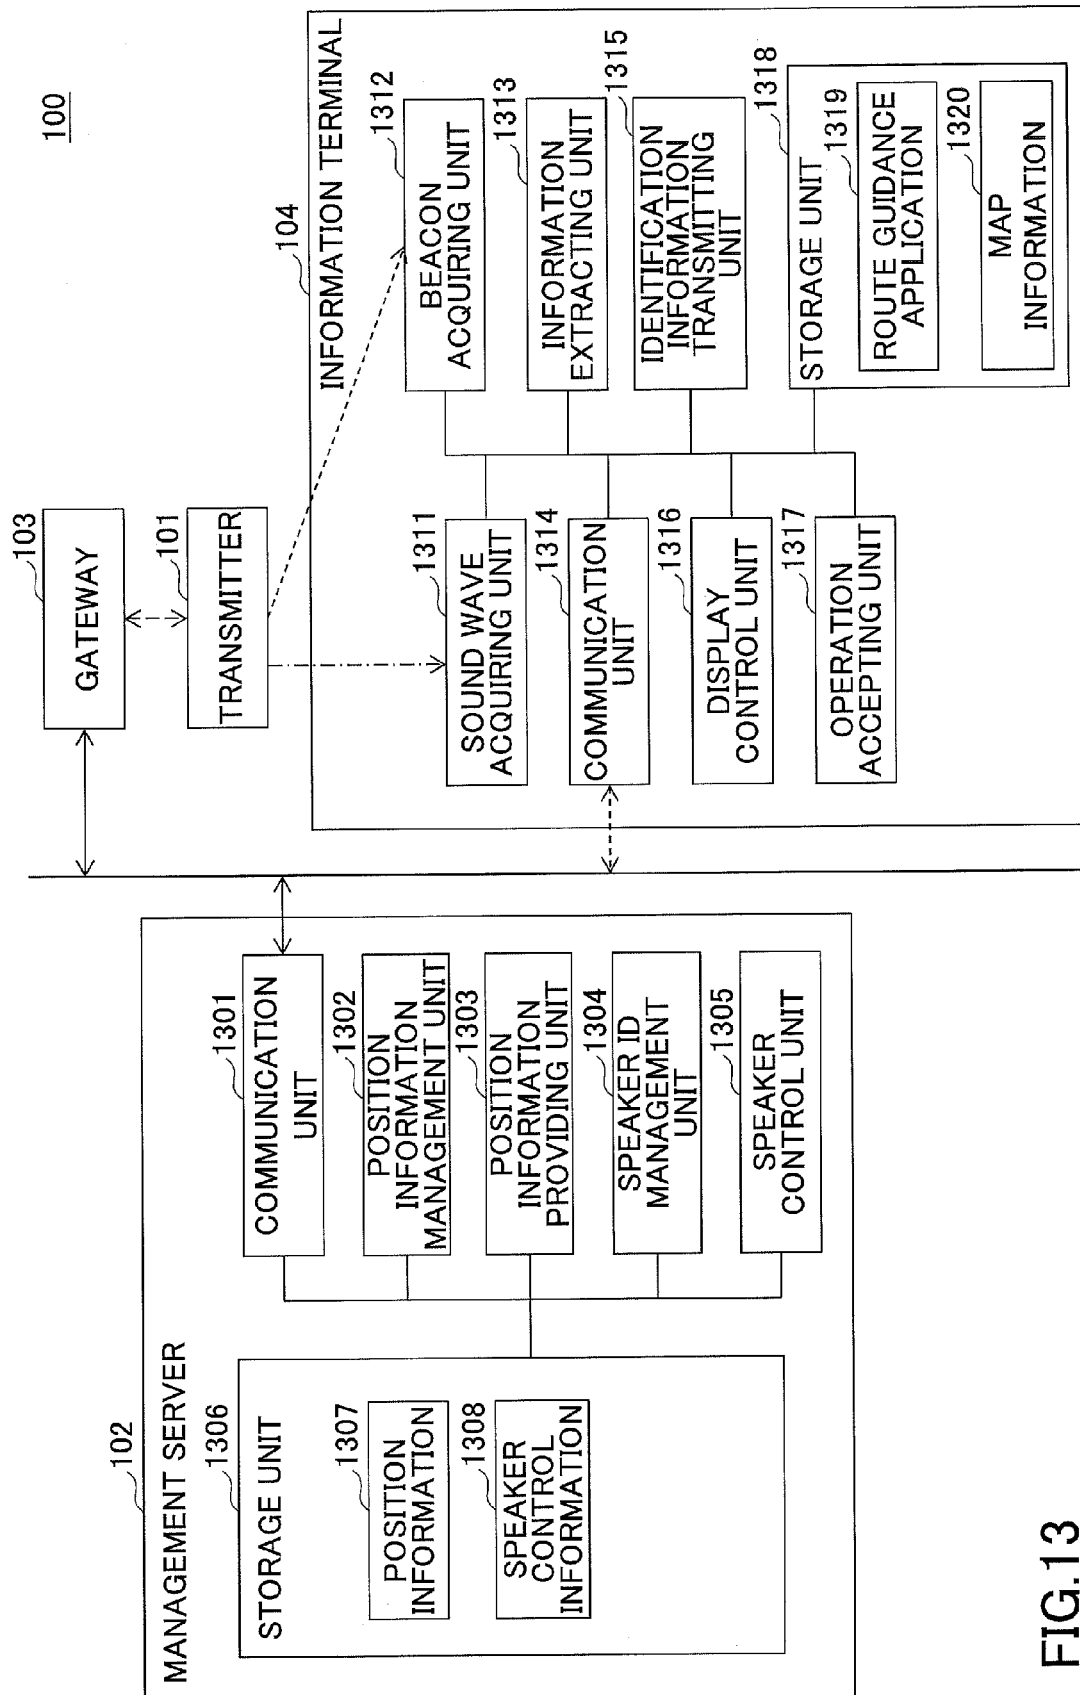 100
102
MANAGEMENT SERVER
1306
STORAGE UNIT
1307
POSITION
INFORMATION
1308
SPEAKER
CONTROL
INFORMATION
1301
COMMUNICATION
UNIT
1302
POSITION
INFORMATION
MANAGEMENT UNIT
1303
POSITION
INFORMATION
PROVIDING UNIT
1304
SPEAKER ID
MANAGEMENT
UNIT
1305
SPEAKER
CONTROL UNIT
103
GATEWAY
101
TRANSMITTER
104
INFORMATION TERMINAL
1311
SOUND WAVE
ACQUIRING UNIT
1314
COMMUNICATION
UNIT
1316
DISPLAY
CONTROL UNIT
1317
OPERATION
ACCEPTING UNIT
1312
BEACON
ACQUIRING UNIT
1313
INFORMATION
EXTRACTING UNIT
1315
IDENTIFICATION
INFORMATION
TRANSMITTING
UNIT
1318
STORAGE UNIT
1319
ROUTE GUIDANCE
APPLICATION
1320
MAP
INFORMATION
FIG.13